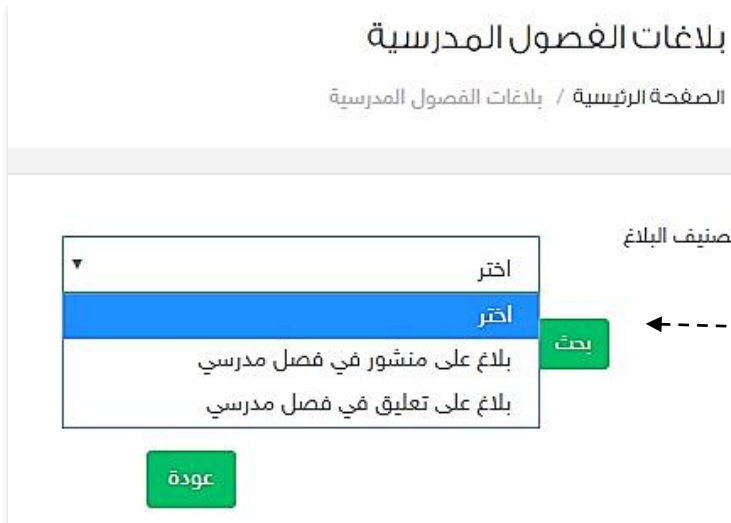 بلاغات الفصول المدرسية
الصفحة الرئيسية / بلاغات الفصول المدرسية
صنيف البلاغ
اختر
اختر
بلاغ على منشور في فصل مدرسي
بلاغ على تعليق في فصل مدرسي
بحث
عودة